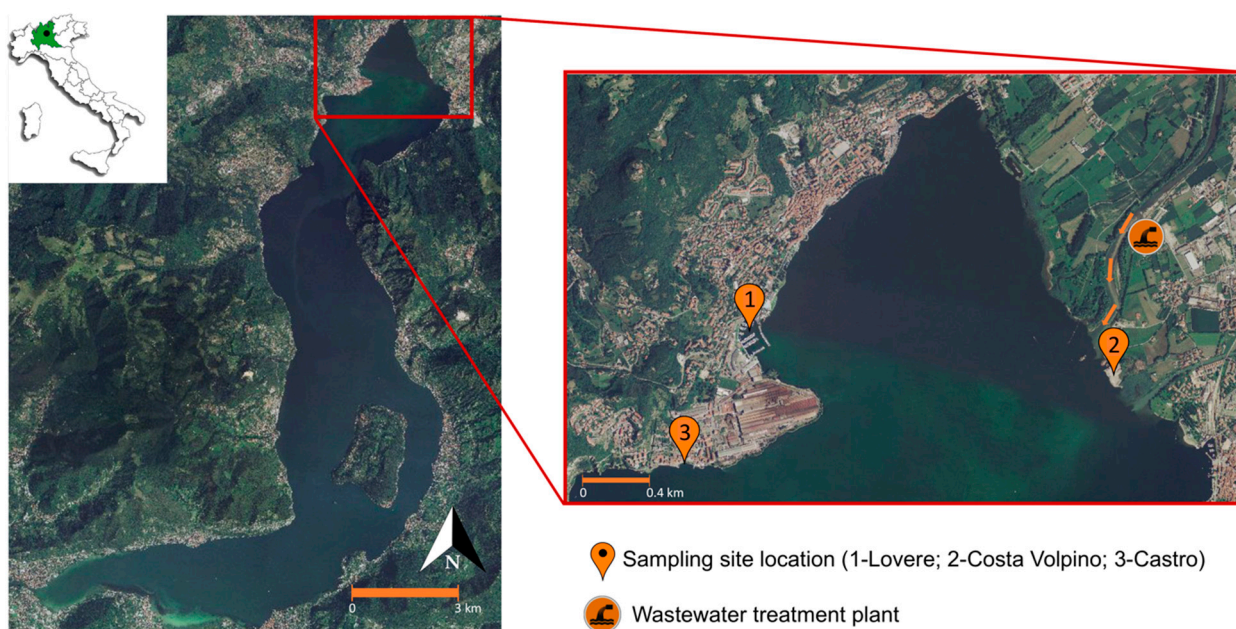 N
0 3 km
1
2
3
0 0.4 km
Sampling site location (1-Lovere; 2-Costa Volpino; 3-Castro)
Wastewater treatment plant